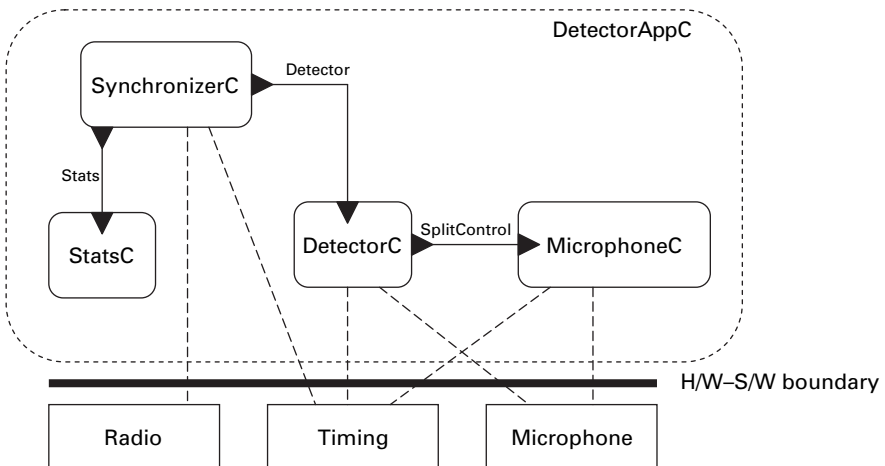 DetectorAppC
Detector
SynchronizerC
Stats
StatsC
DetectorC
SplitControl
MicrophoneC
H/W–S/W boundary
Radio
Timing
Microphone